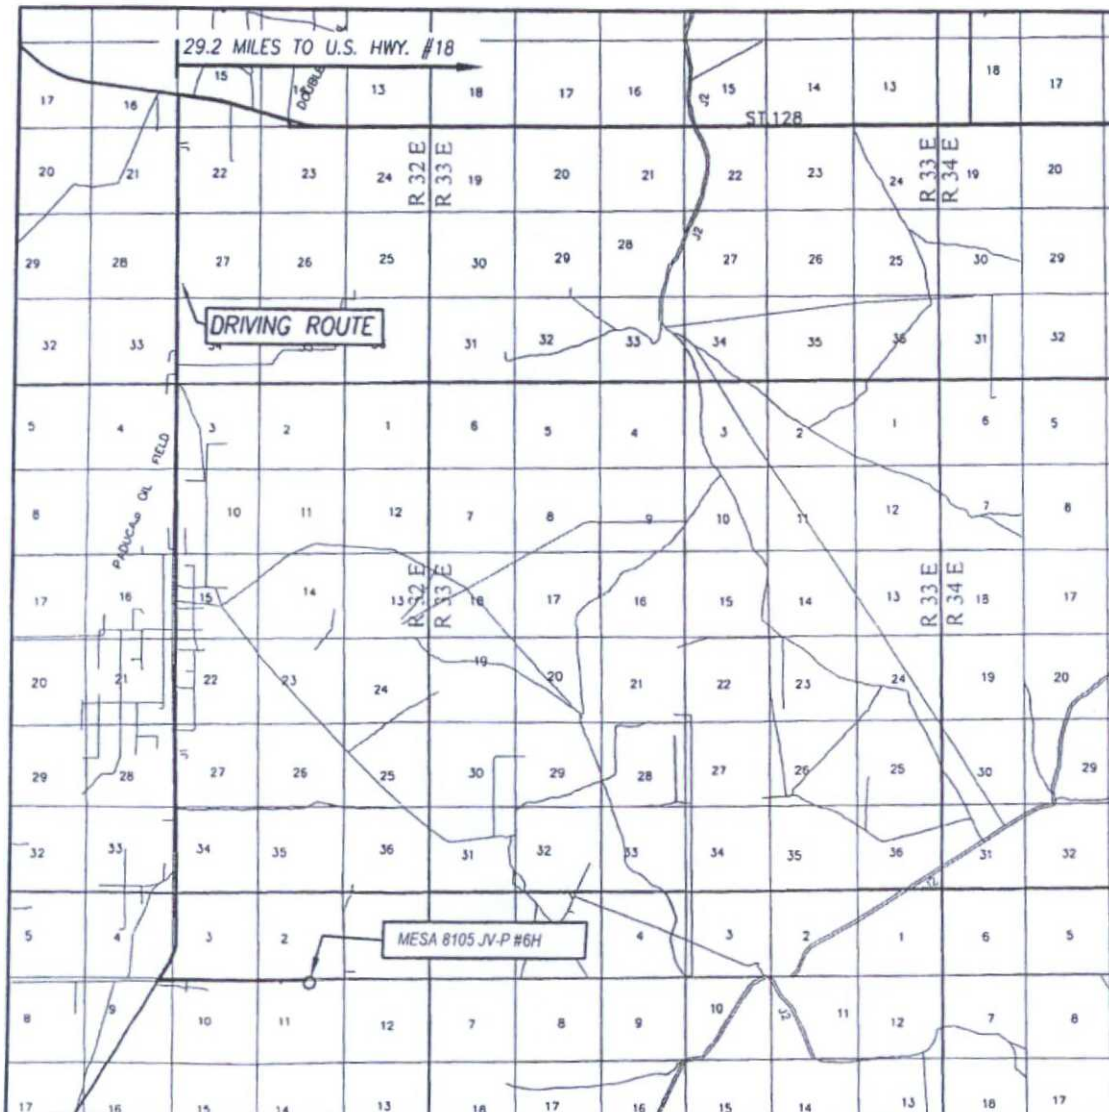 29.2 MILES TO U.S. HWY. #18
15 18 17
17 16 DOUBLE 13 18 17 16 J2 15 14 13
ST 128
20 21 22 23 24 R 32 E R 33 E 19 20 21 22 23 24 R 33 E R 34 E 19 20
J2
29 28 27 26 25 30 29 28 27 26 25 30 29
DRIVING ROUTE
32 33 31 32 33 34 35 36 31 32
5 4 3 2 1 6 5 4 3 2 1 6 5
OIL FIELD
8 10 11 12 7 8 9 10 11 12 7 8
17 16 15 14 13 R 32 E R 33 E 18 17 16 15 14 13 R 33 E R 34 E 18 17
20 21 22 23 24 19 20 21 22 23 24 19 20
29 28 27 26 25 30 29 28 27 26 25 30 29
32 33 34 35 36 31 32 33 34 35 36 31 32
J2
5 4 3 2 MESA 8105 JV-P #6H 4 3 2 1 6 5
8 9 10 11 12 7 8 9 10 J2 11 12 7 8
17 16 15 14 13 18 17 16 15 14 13 18 17